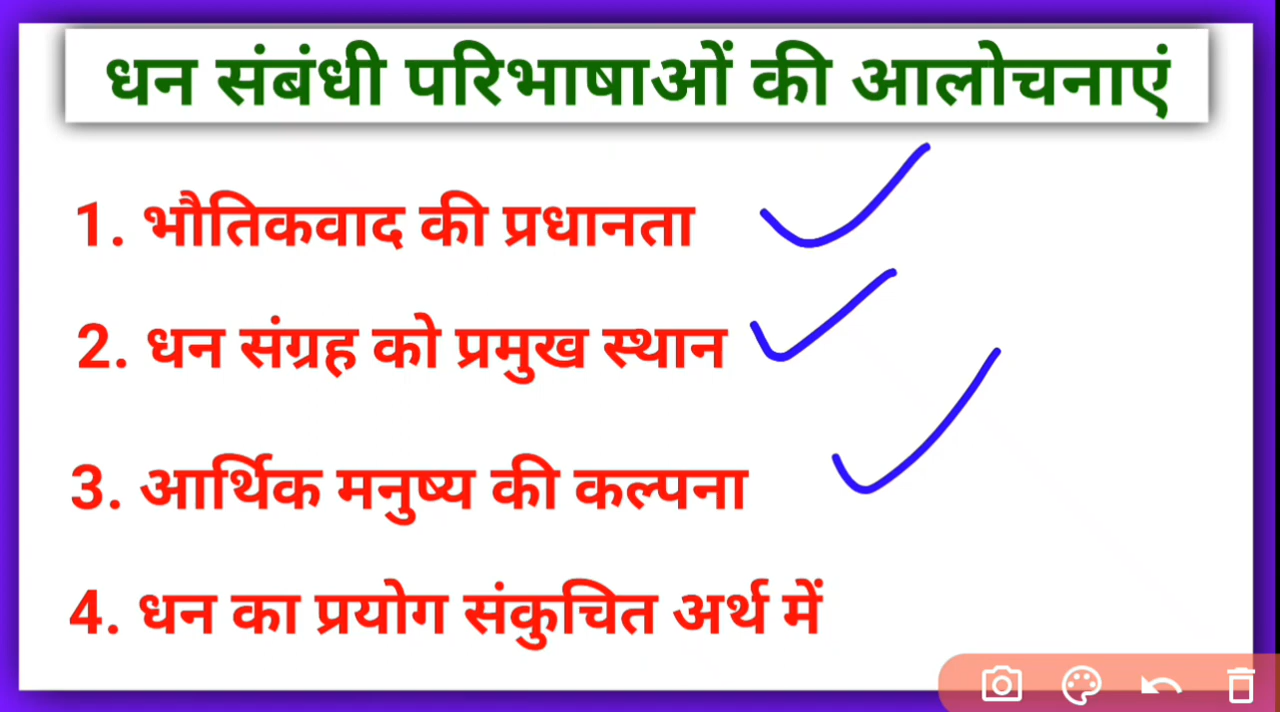 धन संबंधी परिभाषाओं की आलोचनाएं
1. भौतिकवाद की प्रधानता
2. धन संग्रह को प्रमुख स्थान
3. आर्थिक मनुष्य की कल्पना
4. धन का प्रयोग संकुचित अर्थ में